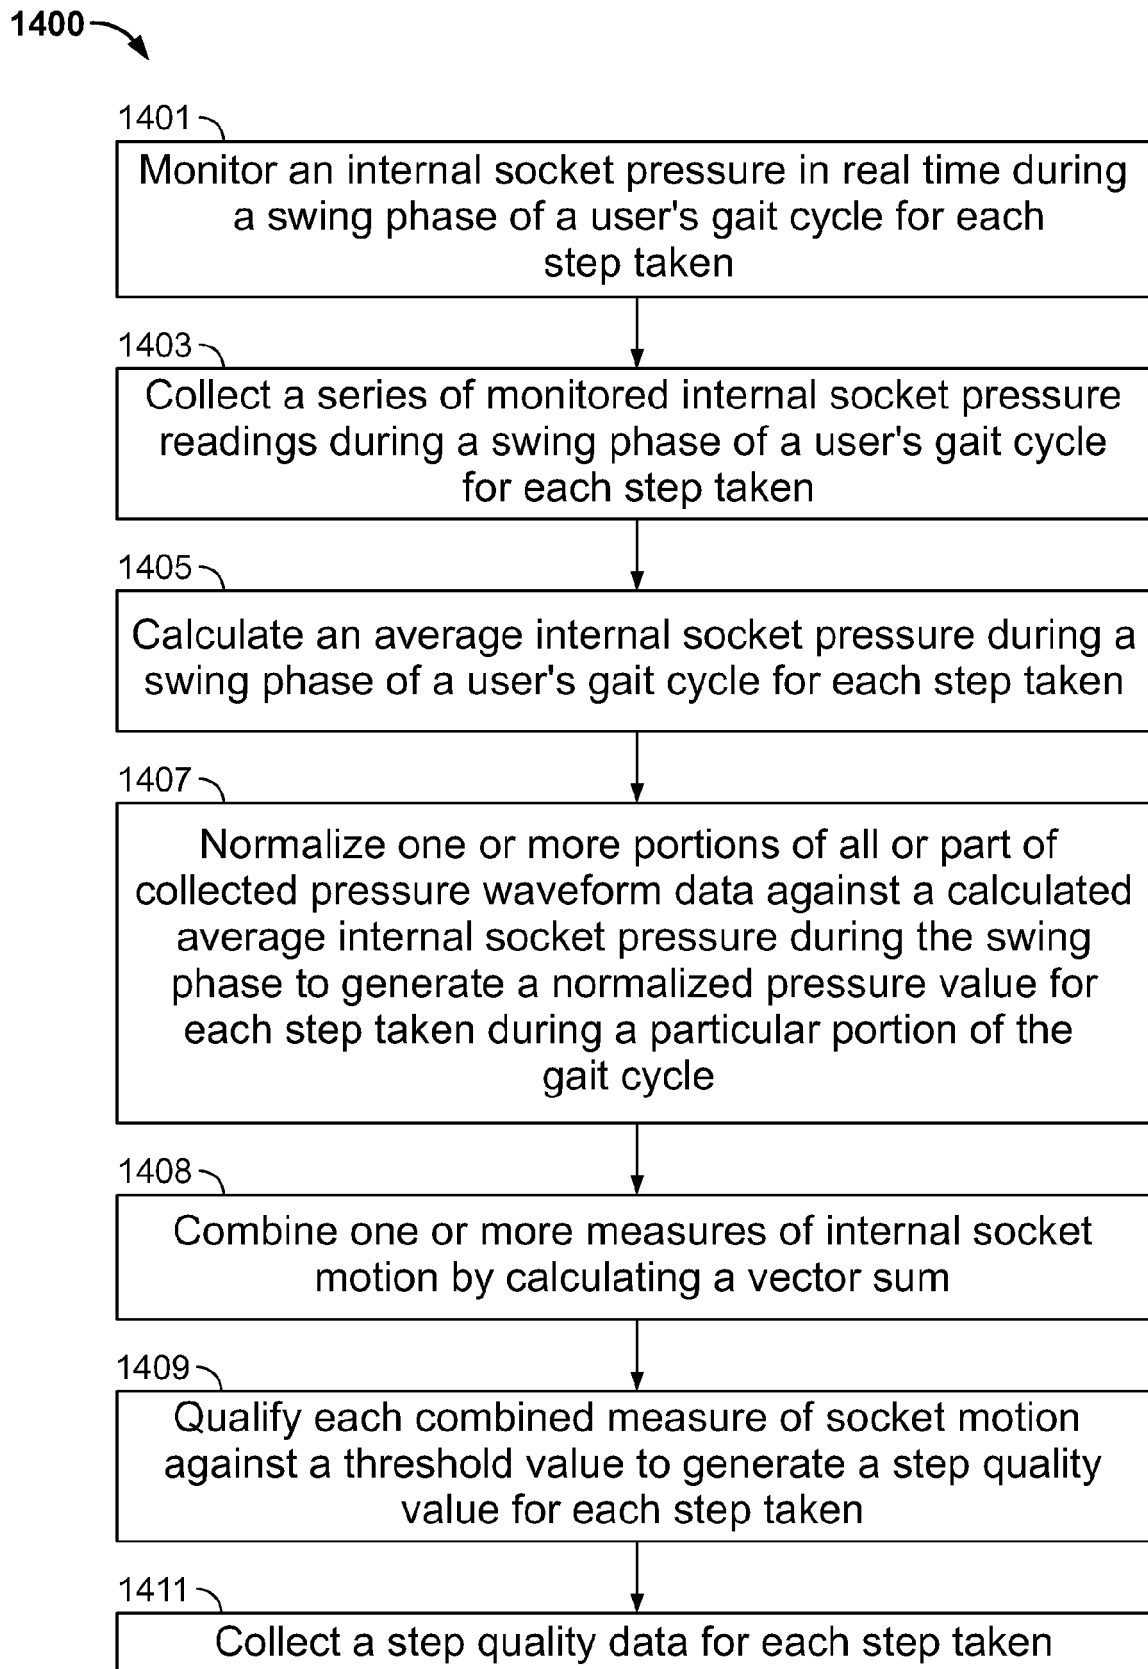 1400
1401
Monitor an internal socket pressure in real time during
a swing phase of a user's gait cycle for each
step taken
1403
Collect a series of monitored internal socket pressure
readings during a swing phase of a user's gait cycle
for each step taken
1405
Calculate an average internal socket pressure during a
swing phase of a user's gait cycle for each step taken
1407
Normalize one or more portions of all or part of
collected pressure waveform data against a calculated
average internal socket pressure during the swing
phase to generate a normalized pressure value for
each step taken during a particular portion of the
gait cycle
1408
Combine one or more measures of internal socket
motion by calculating a vector sum
1409
Qualify each combined measure of socket motion
against a threshold value to generate a step quality
value for each step taken
1411
Collect a step quality data for each step taken